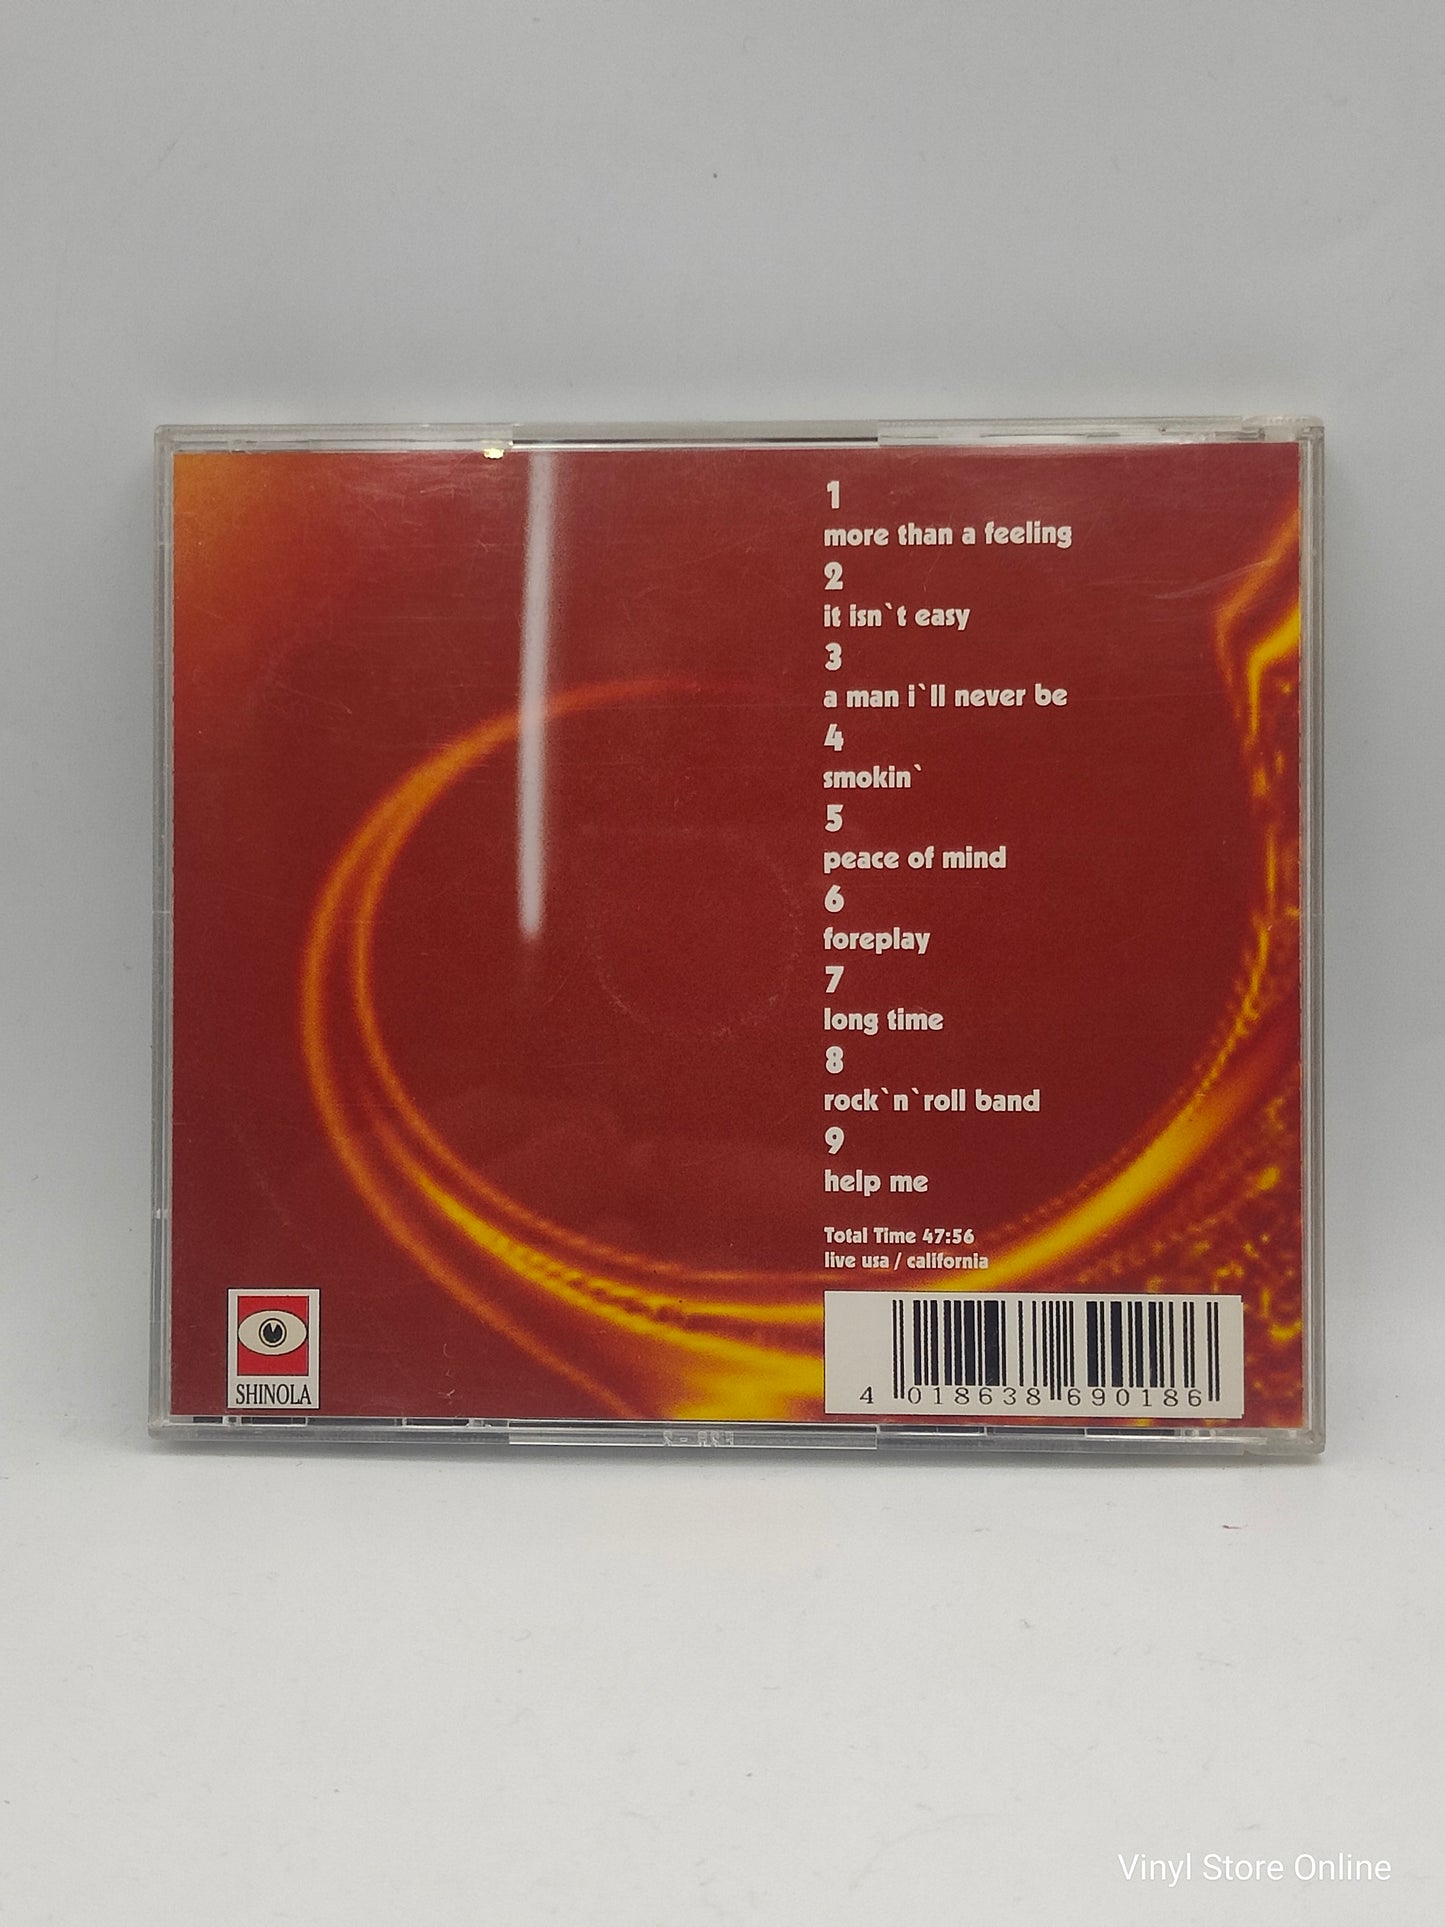 1
more than a feeling
2
it isn`t easy
3
a man i`ll never be
4
smokin`
5
peace of mind
6
foreplay
7
long time
8
rock`n`roll band
9
help me
Total Time 47:56
live usa / california
SHINOLA
4 018638 690186
Vinyl Store Online